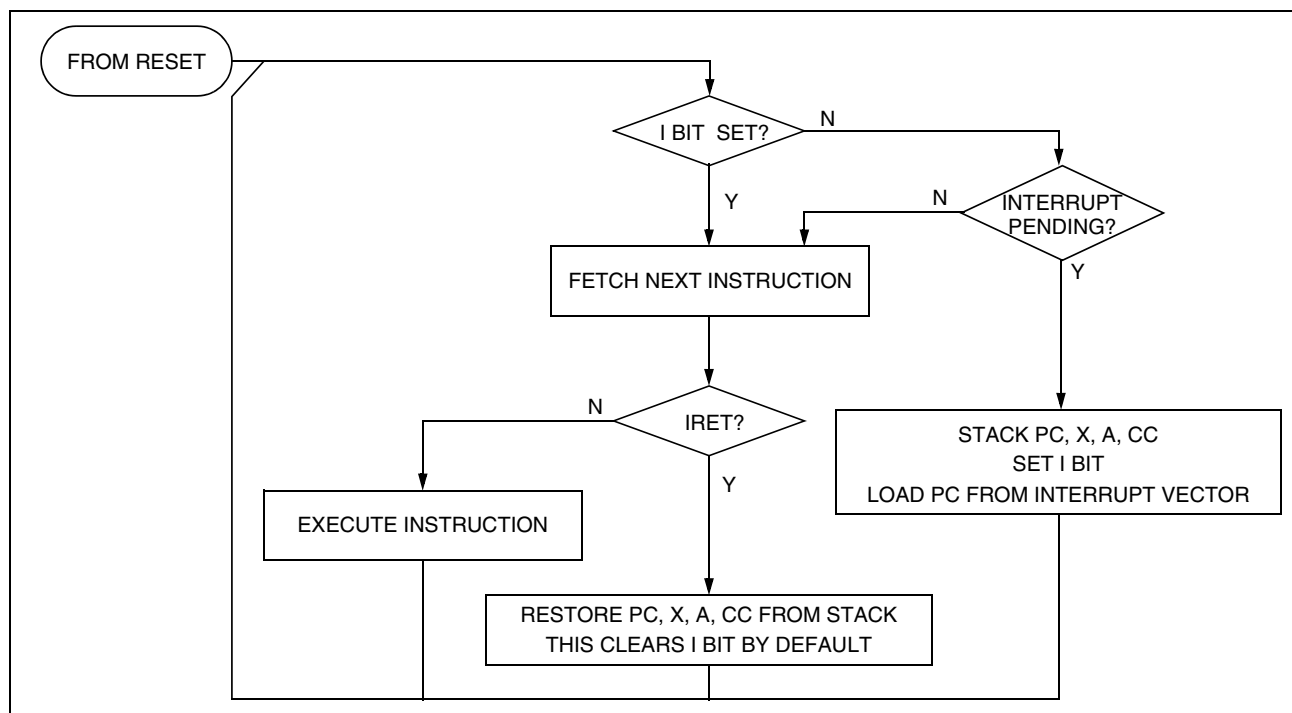 FROM RESET
I BIT SET?
N
Y
INTERRUPT
PENDING?
N
Y
FETCH NEXT INSTRUCTION
IRET?
N
Y
STACK PC, X, A, CC
SET I BIT
LOAD PC FROM INTERRUPT VECTOR
EXECUTE INSTRUCTION
RESTORE PC, X, A, CC FROM STACK
THIS CLEARS I BIT BY DEFAULT